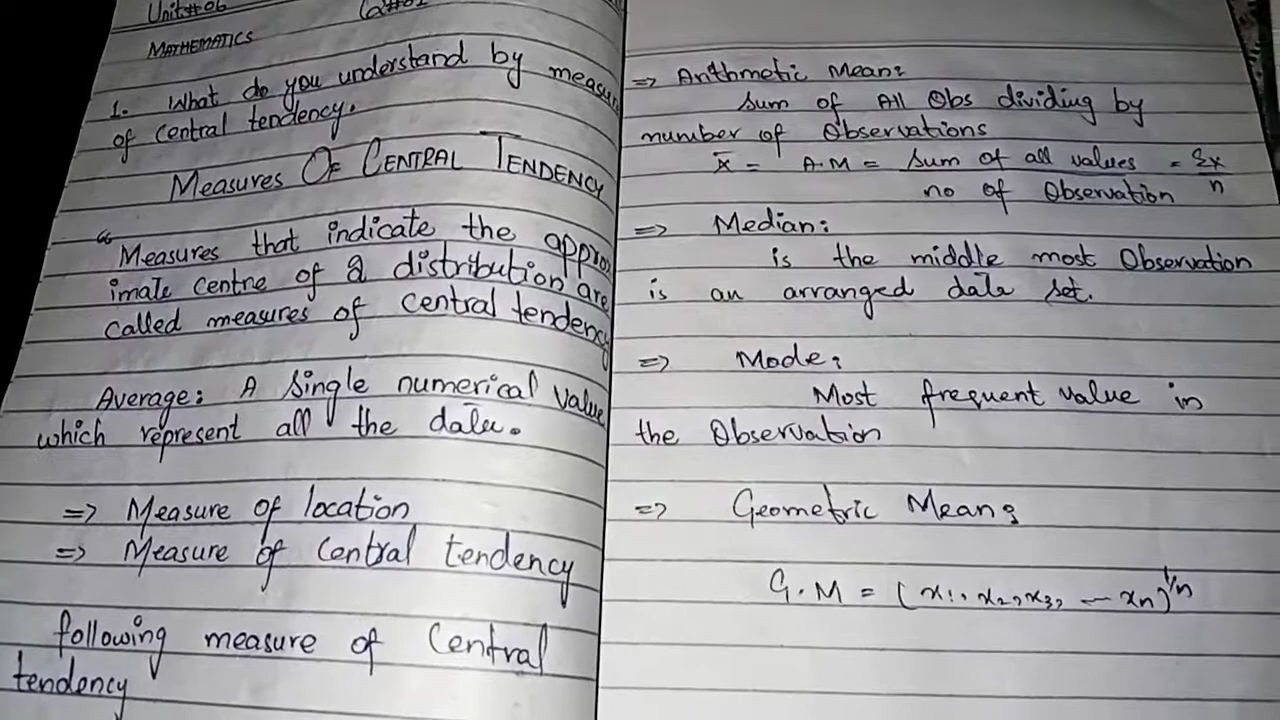 Unit#06
MATHEMATICS
1. What do you understand by measur
of central tendency.
MEASURES OF CENTRAL TENDENCY
“Measures that indicate the approx
imate centre of a distribution are
called measures of central tendency
Average: A single numerical value
which represent all the data.
=> Measure of location
=> Measure of Central tendency
following measure of Central
tendency
=> Arithmetic Mean:
Sum of All Obs dividing by
number of Observations
x̄ = A.M = Sum of all values / no of Observation = Σx / n
=> Median:
is the middle most Observation
is an arranged data set.
=> Mode:
Most frequent value in
the Observation
=> Geometric Mean:
G.M = (x1, x2, x3, — xn)^1/n